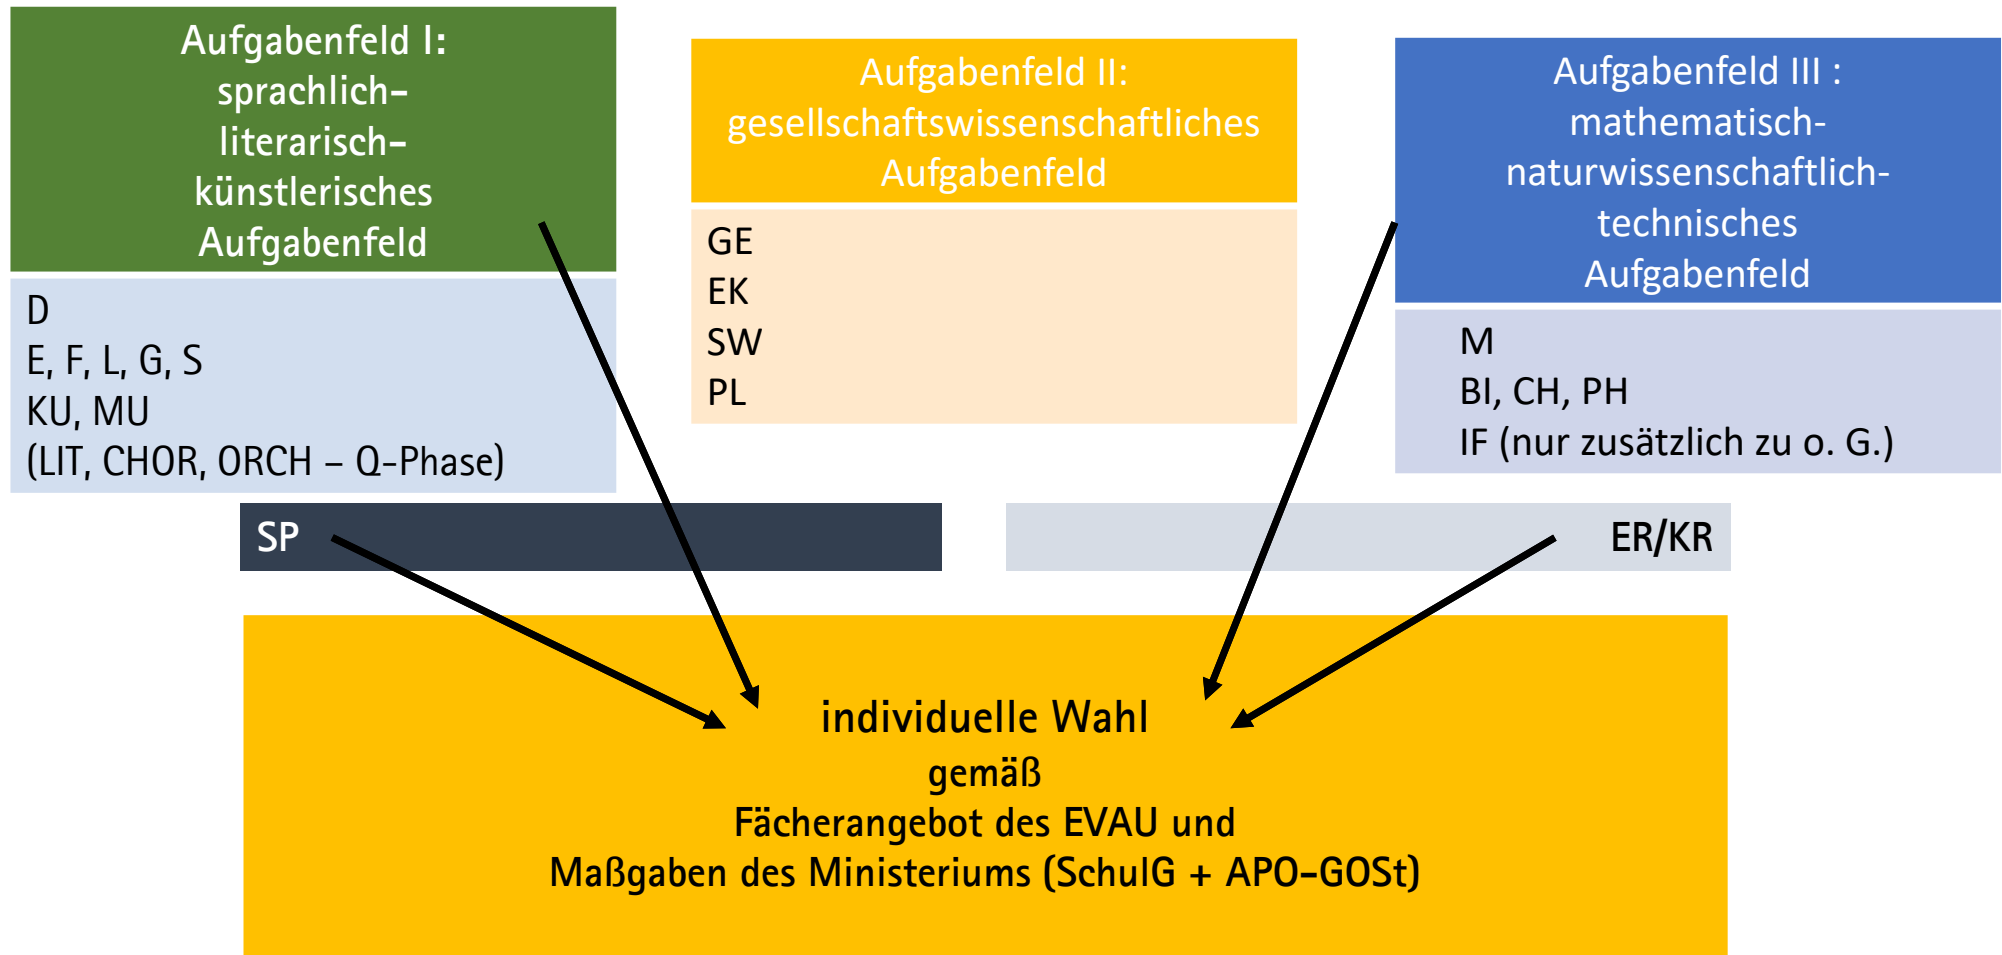 Aufgabenfeld I:
sprachlich-
literarisch-
künstlerisches
Aufgabenfeld
D
E, F, L, G, S
KU, MU
(LIT, CHOR, ORCH – Q-Phase)
Aufgabenfeld II:
gesellschaftswissenschaftliches
Aufgabenfeld
GE
EK
SW
PL
Aufgabenfeld III :
mathematisch-
naturwissenschaftlich-
technisches
Aufgabenfeld
M
BI, CH, PH
IF (nur zusätzlich zu o. G.)
SP
ER/KR
individuelle Wahl
gemäß
Fächerangebot des EVAU und
Maßgaben des Ministeriums (SchulG + APO-GOSt)